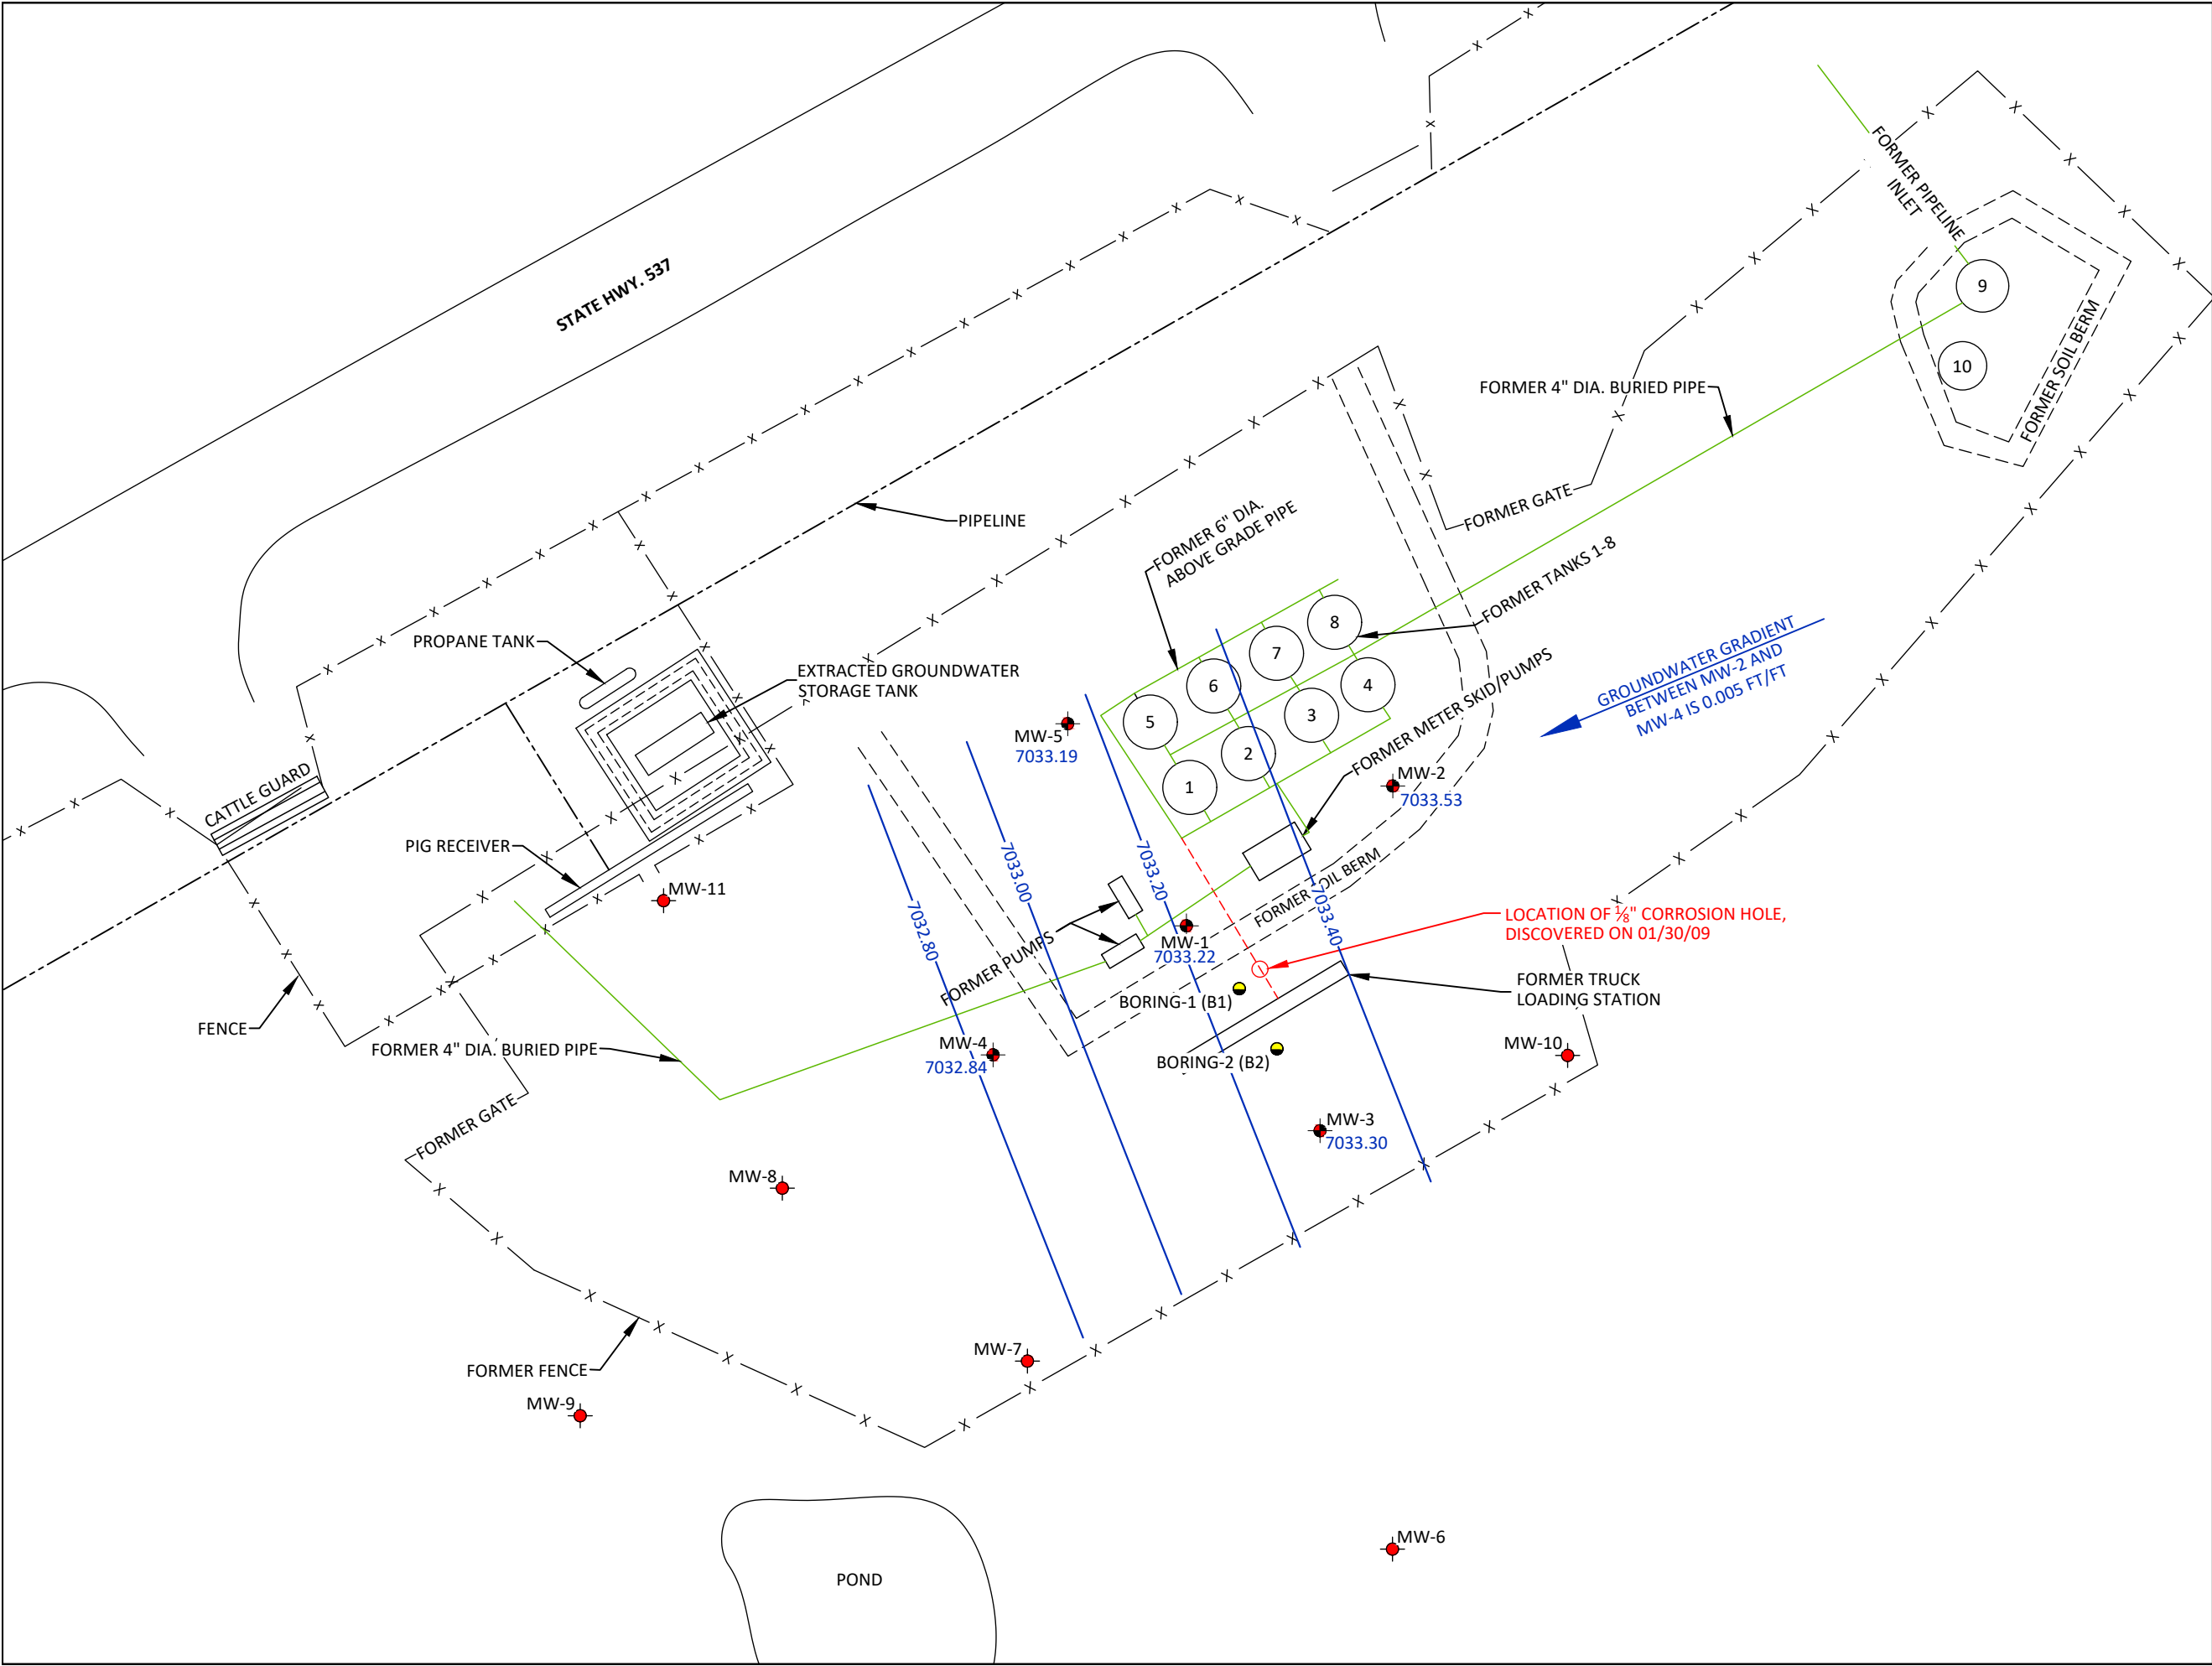 STATE HWY. 537
FORMER PIPELINE
INLET
9
10
FORMER SOIL BERM
FORMER 4" DIA. BURIED PIPE
FORMER GATE
PIPELINE
FORMER 6" DIA.
ABOVE GRADE PIPE
FORMER TANKS 1-8
8
7
6
5
4
3
2
1
PROPANE TANK
EXTRACTED GROUNDWATER
STORAGE TANK
GROUNDWATER GRADIENT
BETWEEN MW-2 AND
MW-4 IS 0.005 FT/FT
FORMER METER SKID/PUMPS
MW-5
7033.19
MW-2
7033.53
CATTLE GUARD
PIG RECEIVER
MW-11
7032.80
7033.00
7033.20
7033.40
FORMER SOIL BERM
FORMER PUMPS
MW-1
7033.22
LOCATION OF ⅛" CORROSION HOLE,
DISCOVERED ON 01/30/09
FORMER TRUCK
LOADING STATION
BORING-1 (B1)
FENCE
FORMER 4" DIA. BURIED PIPE
MW-4
7032.84
BORING-2 (B2)
MW-10
FORMER GATE
MW-3
7033.30
MW-8
MW-7
FORMER FENCE
MW-9
MW-6
POND